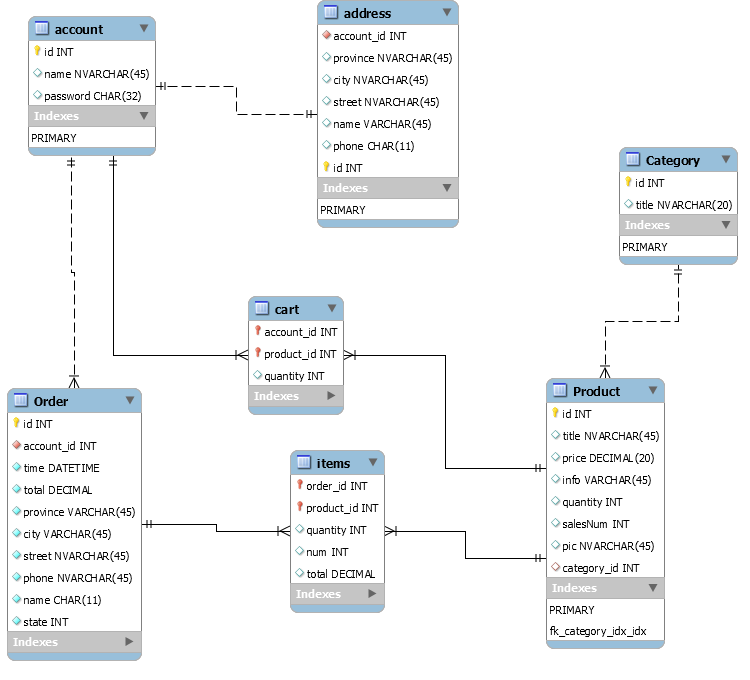 account
id INT
name NVARCHAR(45)
password CHAR(32)
Indexes
PRIMARY
address
account_id INT
province NVARCHAR(45)
city NVARCHAR(45)
street NVARCHAR(45)
name VARCHAR(45)
phone CHAR(11)
id INT
Indexes
PRIMARY
Category
id INT
title NVARCHAR(20)
Indexes
PRIMARY
cart
account_id INT
product_id INT
quantity INT
Indexes
Order
id INT
account_id INT
time DATETIME
total DECIMAL
province VARCHAR(45)
city VARCHAR(45)
street NVARCHAR(45)
phone NVARCHAR(45)
name CHAR(11)
state INT
Indexes
items
order_id INT
product_id INT
quantity INT
num INT
total DECIMAL
Indexes
Product
id INT
title NVARCHAR(45)
price DECIMAL(20)
info VARCHAR(45)
quantity INT
salesNum INT
pic NVARCHAR(45)
category_id INT
Indexes
PRIMARY
fk_category_idx_idx